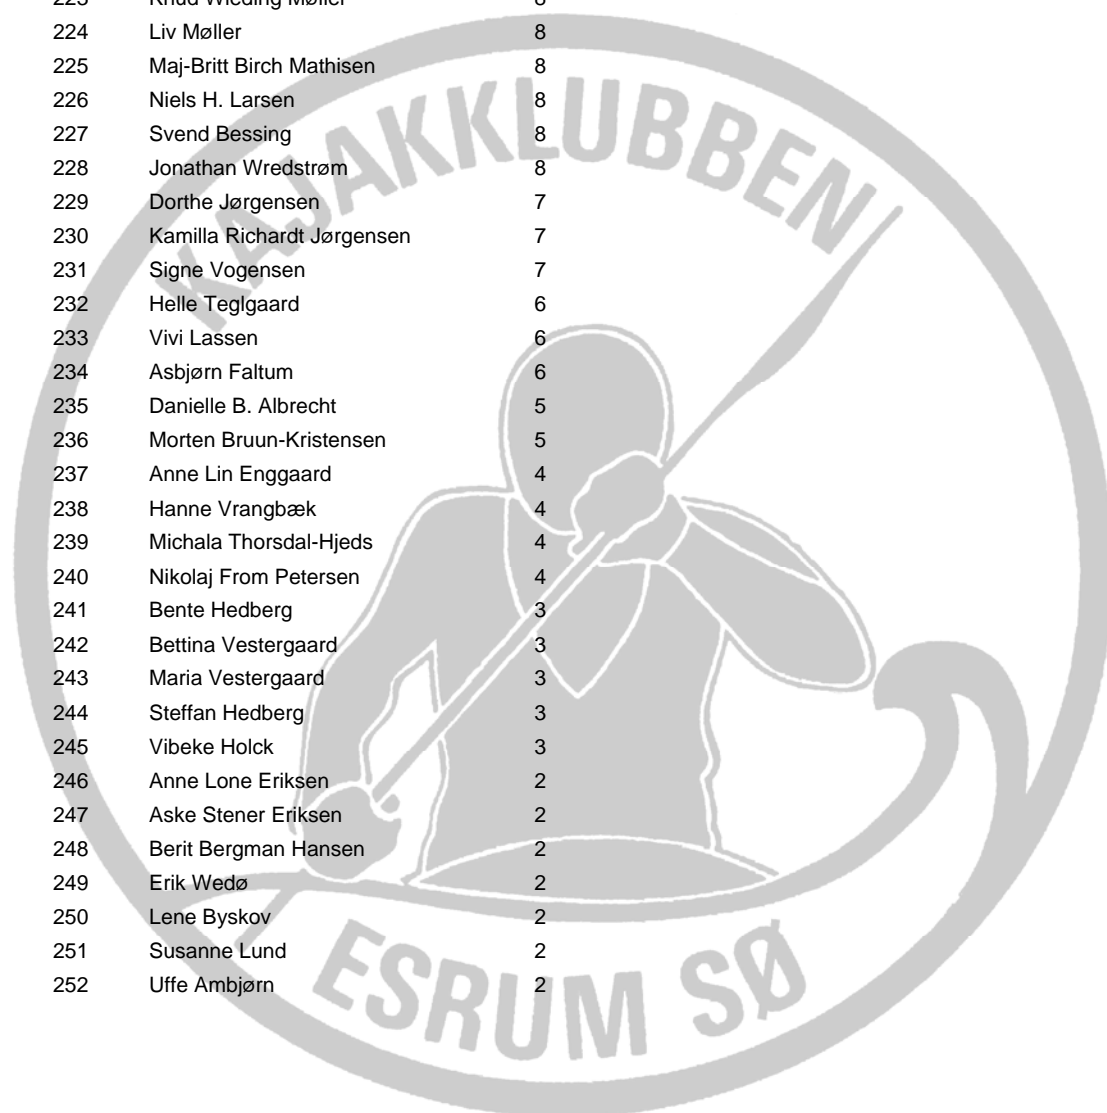 224 Liv Møller 8
225 Maj-Britt Birch Mathisen 8
226 Niels H. Larsen 8
227 Svend Bessing 8
228 Jonathan Wredstrøm 8
229 Dorthe Jørgensen 7
230 Kamilla Richardt Jørgensen 7
231 Signe Vogensen 7
232 Helle Teglgaard 6
233 Vivi Lassen 6
234 Asbjørn Faltum 6
235 Danielle B. Albrecht 5
236 Morten Bruun-Kristensen 5
237 Anne Lin Enggaard 4
238 Hanne Vrangbæk 4
239 Michala Thorsdal-Hjeds 4
240 Nikolaj From Petersen 4
241 Bente Hedberg 3
242 Bettina Vestergaard 3
243 Maria Vestergaard 3
244 Steffan Hedberg 3
245 Vibeke Holck 3
246 Anne Lone Eriksen 2
247 Aske Stener Eriksen 2
248 Berit Bergman Hansen 2
249 Erik Wedø 2
250 Lene Byskov 2
251 Susanne Lund 2
252 Uffe Ambjørn 2
KAJAKKLUBBEN
ESRUM SØ